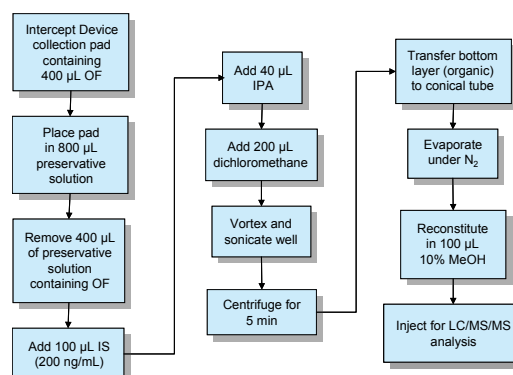 Intercept Device
collection pad
containing
400 µL OF
Place pad
in 800 µL
preservative
solution
Remove 400 µL
of preservative
solution
containing OF
Add 100 µL IS
(200 ng/mL)
Add 40 µL
IPA
Add 200 µL
dichloromethane
Vortex and
sonicate well
Centrifuge for
5 min
Transfer bottom
layer (organic)
to conical tube
Evaporate
under N₂
Reconstitute
in 100 µL
10% MeOH
Inject for LC/MS/MS
analysis